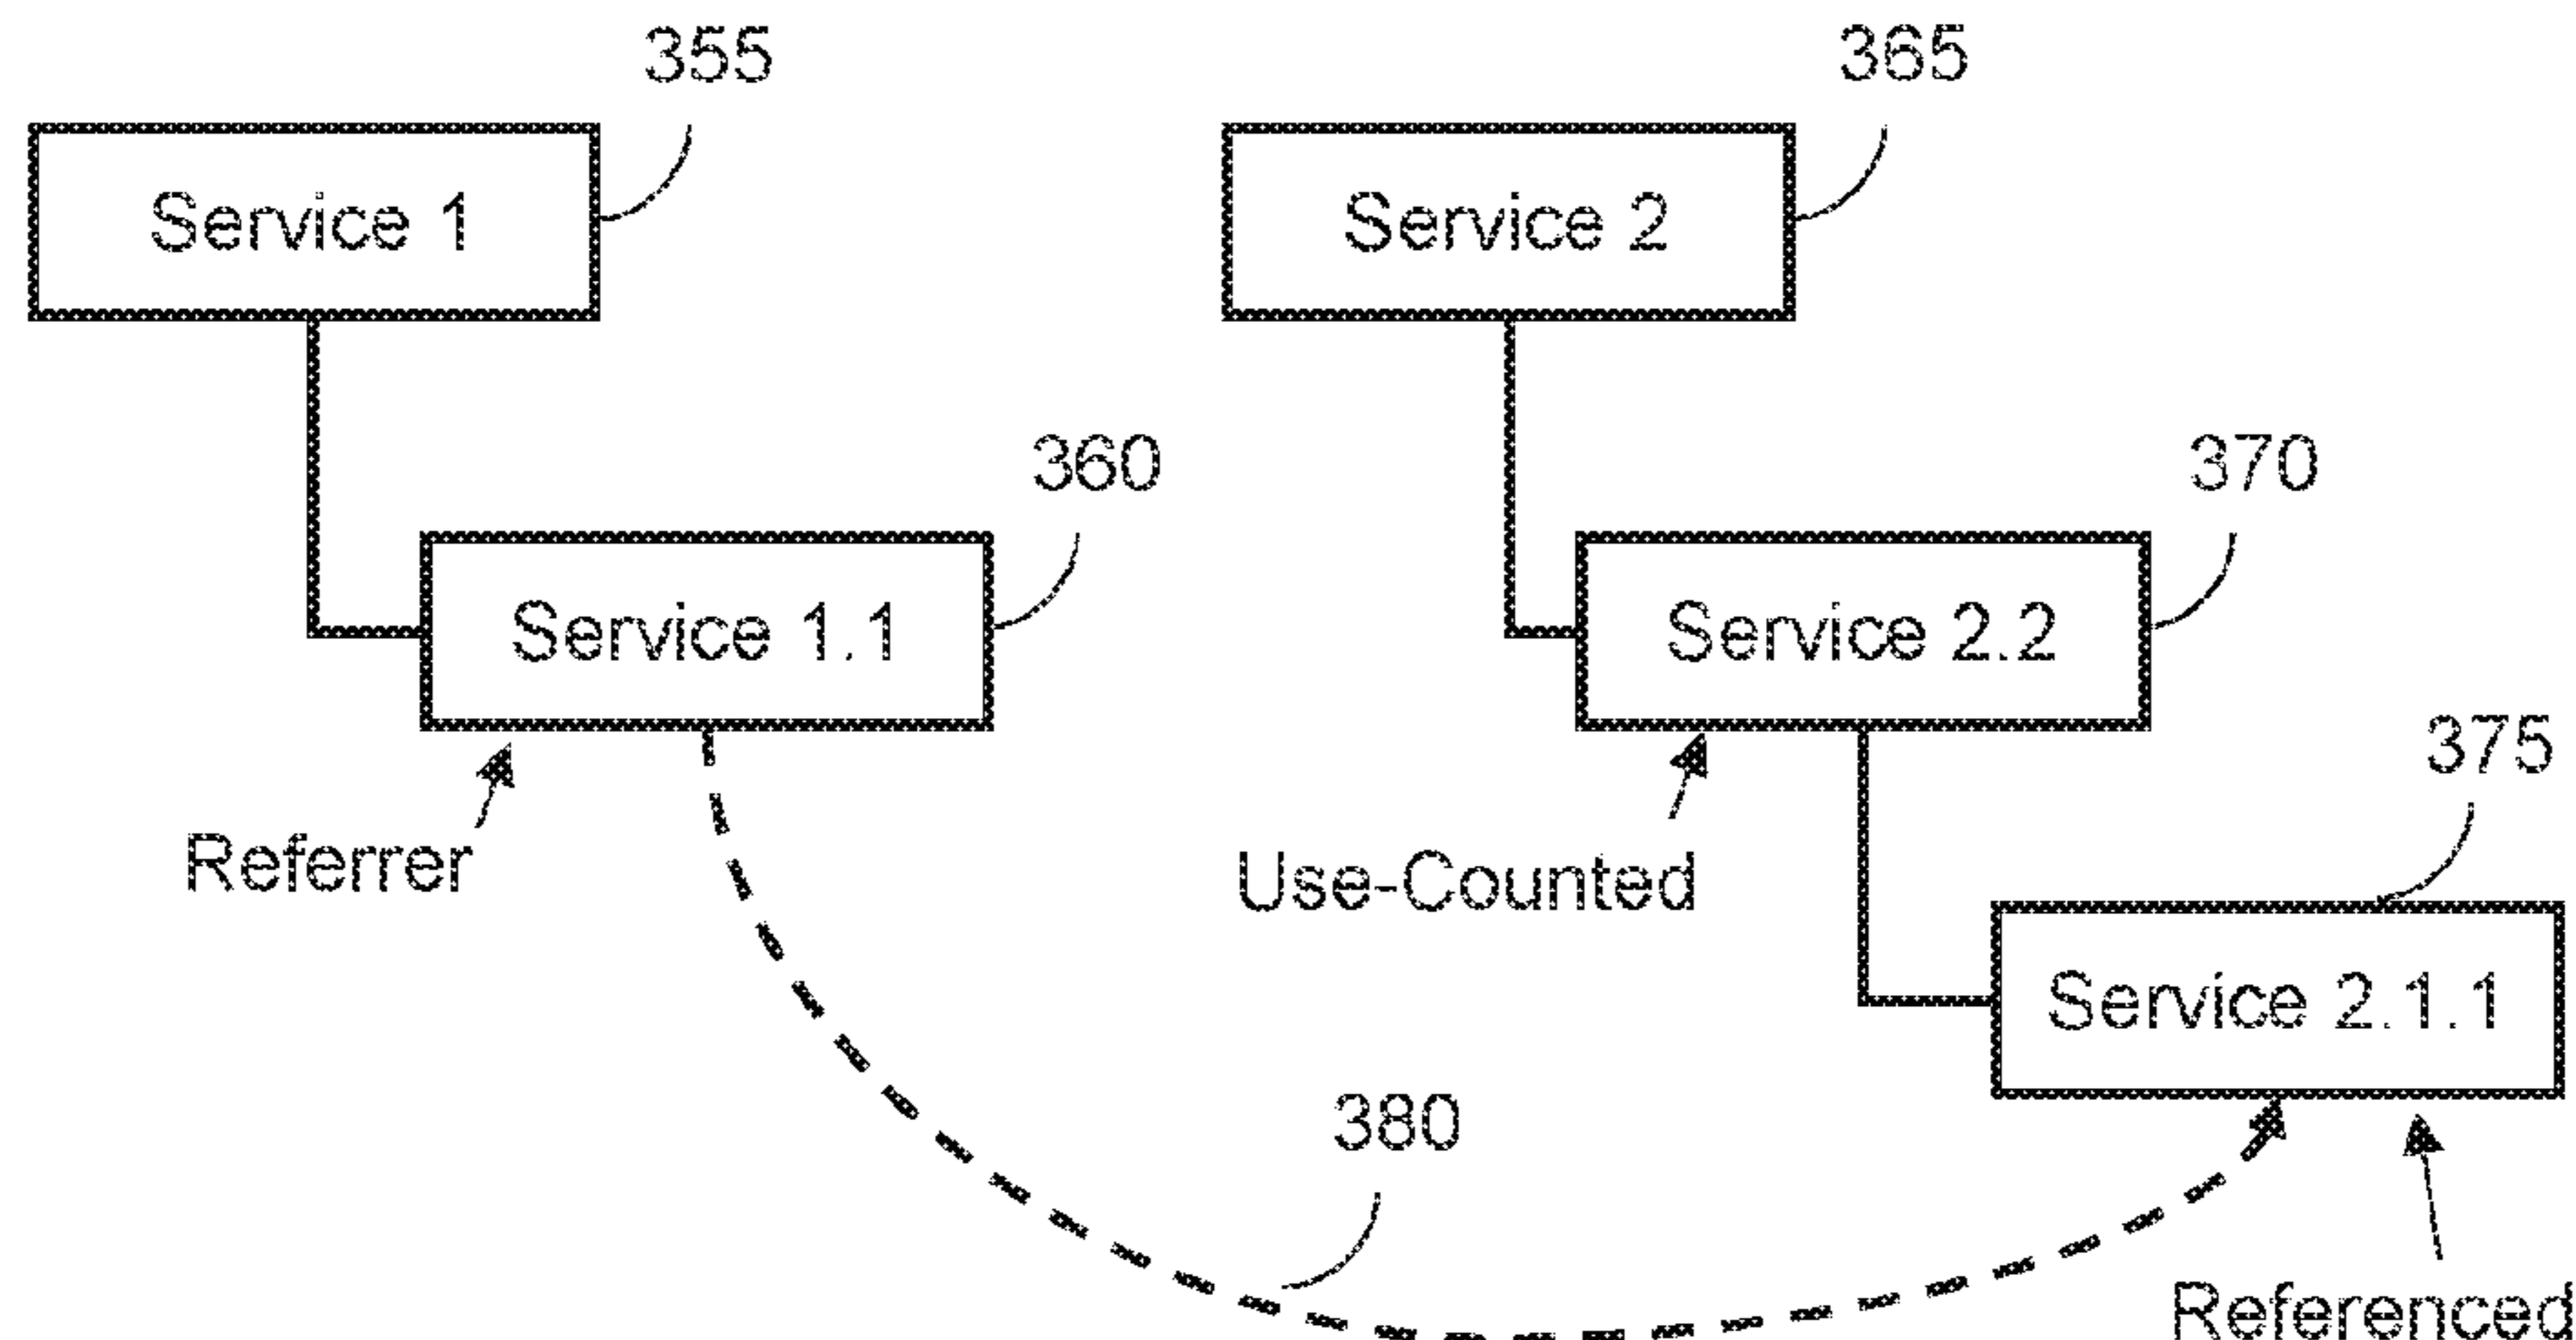 355
365
Service 1
Service 2
360
370
Service 1.1
Service 2.2
375
Referrer
Use-Counted
Service 2.1.1
380
Referenced